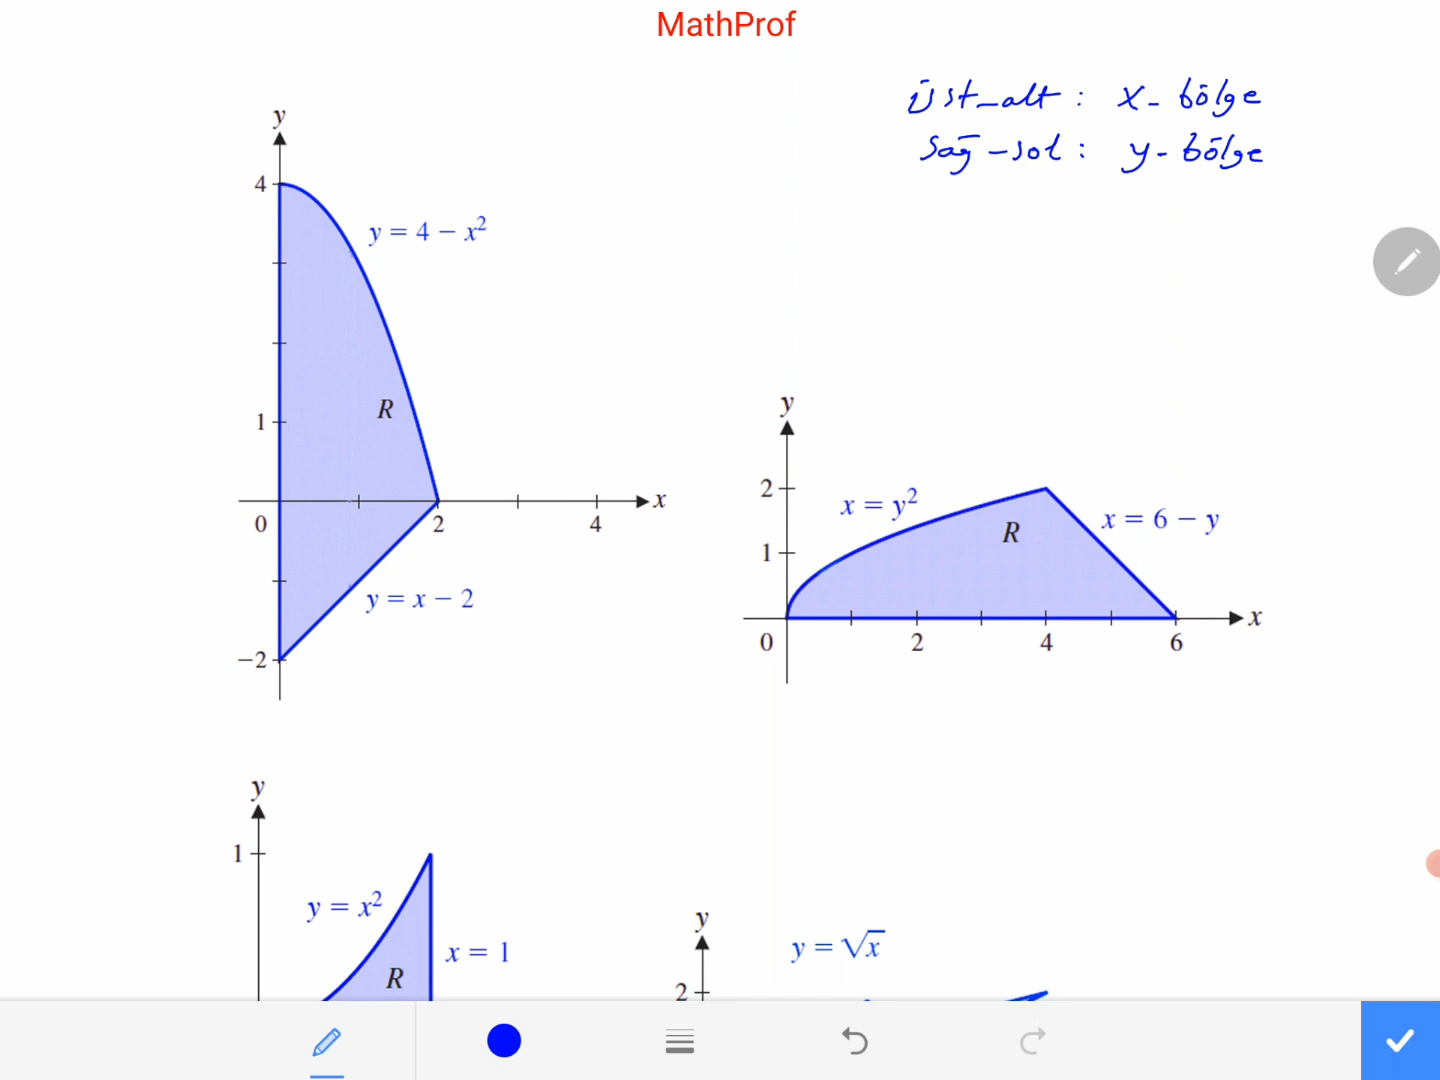 MathProf
üst-alt : x- bölge
sağ-sol : y- bölge
y
4
y = 4 − x²
R
1
x
0
2
4
y = x − 2
−2
y
2
x = y²
R
x = 6 − y
1
x
0
2
4
6
y
1
y = x²
x = 1
R
y
y = √x
2